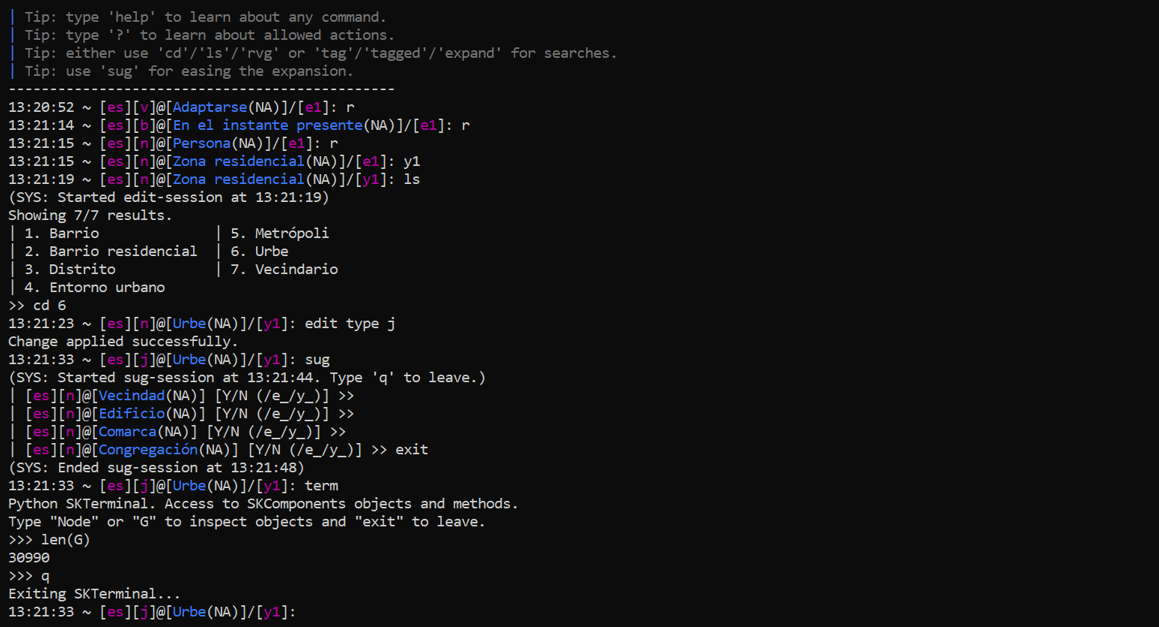 | Tip: type 'help' to learn about any command.
| Tip: type '?' to learn about allowed actions.
| Tip: either use 'cd'/'ls'/'rvg' or 'tag'/'tagged'/'expand' for searches.
| Tip: use 'sug' for easing the expansion.
-----------------------------------------------
13:20:52 ~ [es][v]@[Adaptarse(NA)]/[e1]: r
13:21:14 ~ [es][b]@[En el instante presente(NA)]/[e1]: r
13:21:15 ~ [es][n]@[Persona(NA)]/[e1]: r
13:21:15 ~ [es][n]@[Zona residencial(NA)]/[e1]: y1
13:21:19 ~ [es][n]@[Zona residencial(NA)]/[y1]: ls
(SYS: Started edit-session at 13:21:19)
Showing 7/7 results.
| 1. Barrio              | 5. Metrópoli
| 2. Barrio residencial  | 6. Urbe
| 3. Distrito            | 7. Vecindario
| 4. Entorno urbano
>> cd 6
13:21:23 ~ [es][n]@[Urbe(NA)]/[y1]: edit type j
Change applied successfully.
13:21:33 ~ [es][j]@[Urbe(NA)]/[y1]: sug
(SYS: Started sug-session at 13:21:44. Type 'q' to leave.)
| [es][n]@[Vecindad(NA)] [Y/N (/e_/y_)] >>
| [es][n]@[Edificio(NA)] [Y/N (/e_/y_)] >>
| [es][n]@[Comarca(NA)] [Y/N (/e_/y_)] >>
| [es][n]@[Congregación(NA)] [Y/N (/e_/y_)] >> exit
(SYS: Ended sug-session at 13:21:48)
13:21:33 ~ [es][j]@[Urbe(NA)]/[y1]: term
Python SKTerminal. Access to SKComponents objects and methods.
Type "Node" or "G" to inspect objects and "exit" to leave.
>>> len(G)
30990
>>> q
Exiting SKTerminal...
13:21:33 ~ [es][j]@[Urbe(NA)]/[y1]: